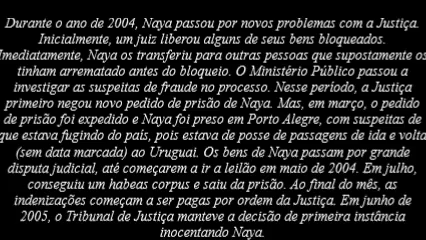 Durante o ano de 2004, Naya passou por novos problemas com a Justiça.
Inicialmente, um juiz liberou alguns de seus bens bloqueados.
Imediatamente, Naya os transferiu para outras pessoas que supostamente os
tinham arrematado antes do bloqueio. O Ministério Público passou a
investigar as suspeitas de fraude no processo. Nesse período, a Justiça
primeiro negou novo pedido de prisão de Naya. Mas, em março, o pedido
de prisão foi expedido e Naya foi preso em Porto Alegre, com suspeitas de
que estava fugindo do país, pois estava de posse de passagens de ida e volta
(sem data marcada) ao Uruguai. Os bens de Naya passam por grande
disputa judicial, até começarem a ir a leilão em maio de 2004. Em julho,
conseguiu um habeas corpus e saiu da prisão. Ao final do mês, as
indenizações começam a ser pagas por ordem da Justiça. Em junho de
2005, o Tribunal de Justiça manteve a decisão de primeira instância
inocentando Naya.